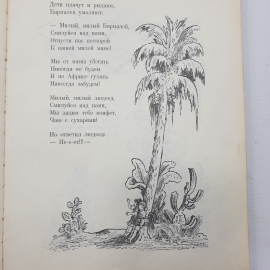 Дети плачут и рыдают,
Бармалея умоляют:
— Милый, милый Бармалей,
Смилуйся над нами,
Отпусти нас поскорей
К нашей милой маме!
Мы от мамы убегать
Никогда не будем
И по Африке гулять
Навсегда забудем!
Милый, милый людоед,
Смилуйся над нами,
Мы дадим тебе конфет,
Чаю с сухарями!
Но ответил людоед:
— Не-е-ет!!! —